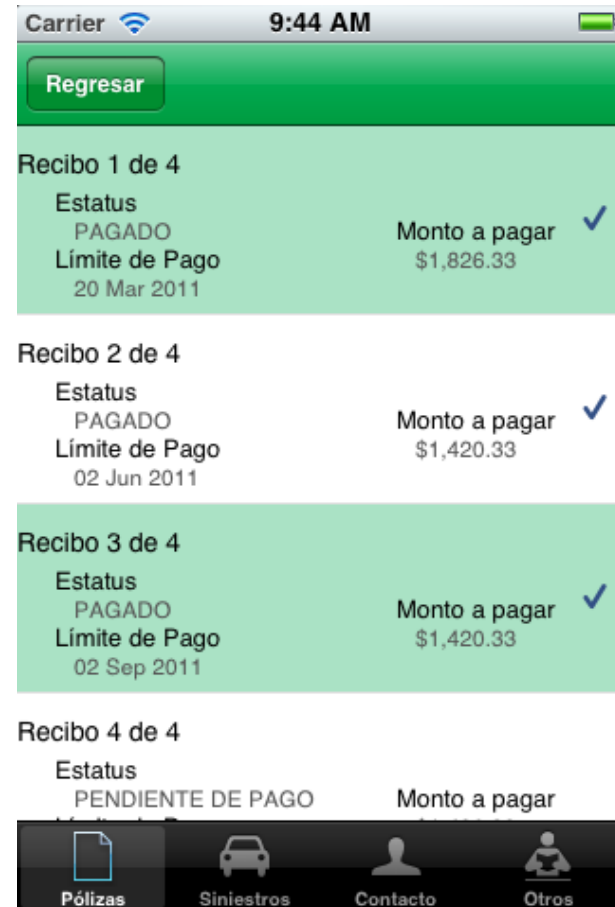 Carrier 9:44 AM
Regresar
Recibo 1 de 4
Estatus
PAGADO Monto a pagar
Límite de Pago $1,826.33
20 Mar 2011
Recibo 2 de 4
Estatus
PAGADO Monto a pagar
Límite de Pago $1,420.33
02 Jun 2011
Recibo 3 de 4
Estatus
PAGADO Monto a pagar
Límite de Pago $1,420.33
02 Sep 2011
Recibo 4 de 4
Estatus
PENDIENTE DE PAGO Monto a pagar
Pólizas Siniestros Contacto Otros